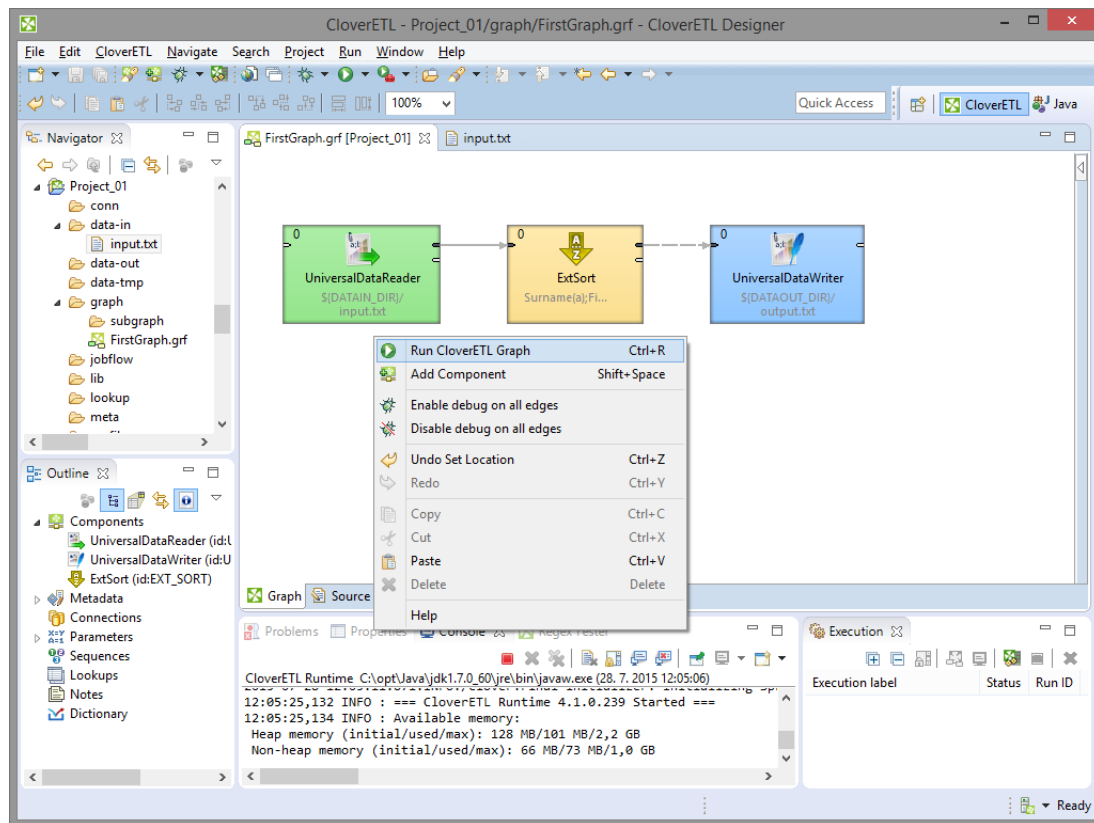 CloverETL - Project_01/graph/FirstGraph.grf - CloverETL Designer
File Edit CloverETL Navigate Search Project Run Window Help
100%
Quick Access
CloverETL
Java
Navigator
Project_01
conn
data-in
input.txt
data-out
data-tmp
graph
subgraph
FirstGraph.grf
jobflow
lib
lookup
meta
FirstGraph.grf [Project_01]
input.txt
0
UniversalDataReader
${DATAIN_DIR}/
input.txt
0
ExtSort
Surname(a);Fi...
0
UniversalDataWriter
${DATAOUT_DIR}/
output.txt
Run CloverETL Graph Ctrl+R
Add Component Shift+Space
Enable debug on all edges
Disable debug on all edges
Undo Set Location Ctrl+Z
Redo Ctrl+Y
Copy Ctrl+C
Cut Ctrl+X
Paste Ctrl+V
Delete Delete
Help
Graph
Source
Outline
Components
UniversalDataReader (id:U
UniversalDataWriter (id:U
ExtSort (id:EXT_SORT)
Metadata
Connections
Parameters
Sequences
Lookups
Notes
Dictionary
Problems
Properties
Console
Regex Tester
CloverETL Runtime C:\opt\Java\jdk1.7.0_60\jre\bin\javaw.exe (28. 7. 2015 12:05:06)
12:05:25,132 INFO : === CloverETL Runtime 4.1.0.239 Started ===
12:05:25,134 INFO : Available memory:
Heap memory (initial/used/max): 128 MB/101 MB/2,2 GB
Non-heap memory (initial/used/max): 66 MB/73 MB/1,0 GB
Execution
Execution label Status Run ID
Ready